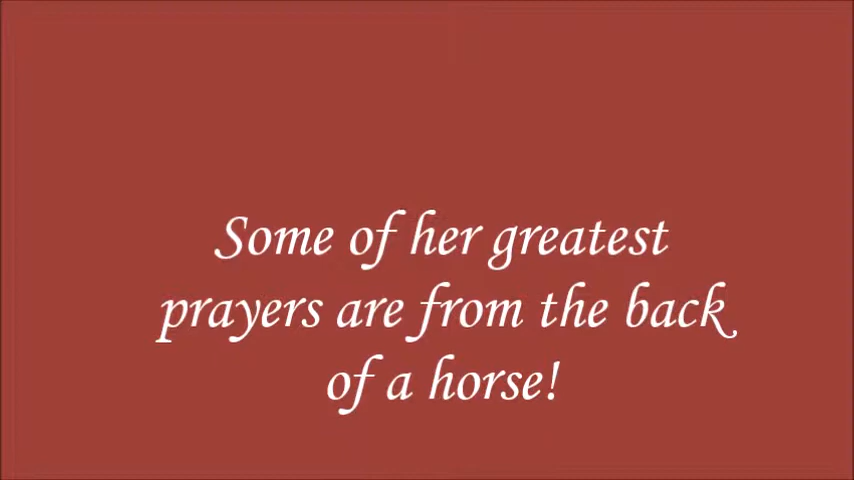 Some of her greatest
prayers are from the back
of a horse!